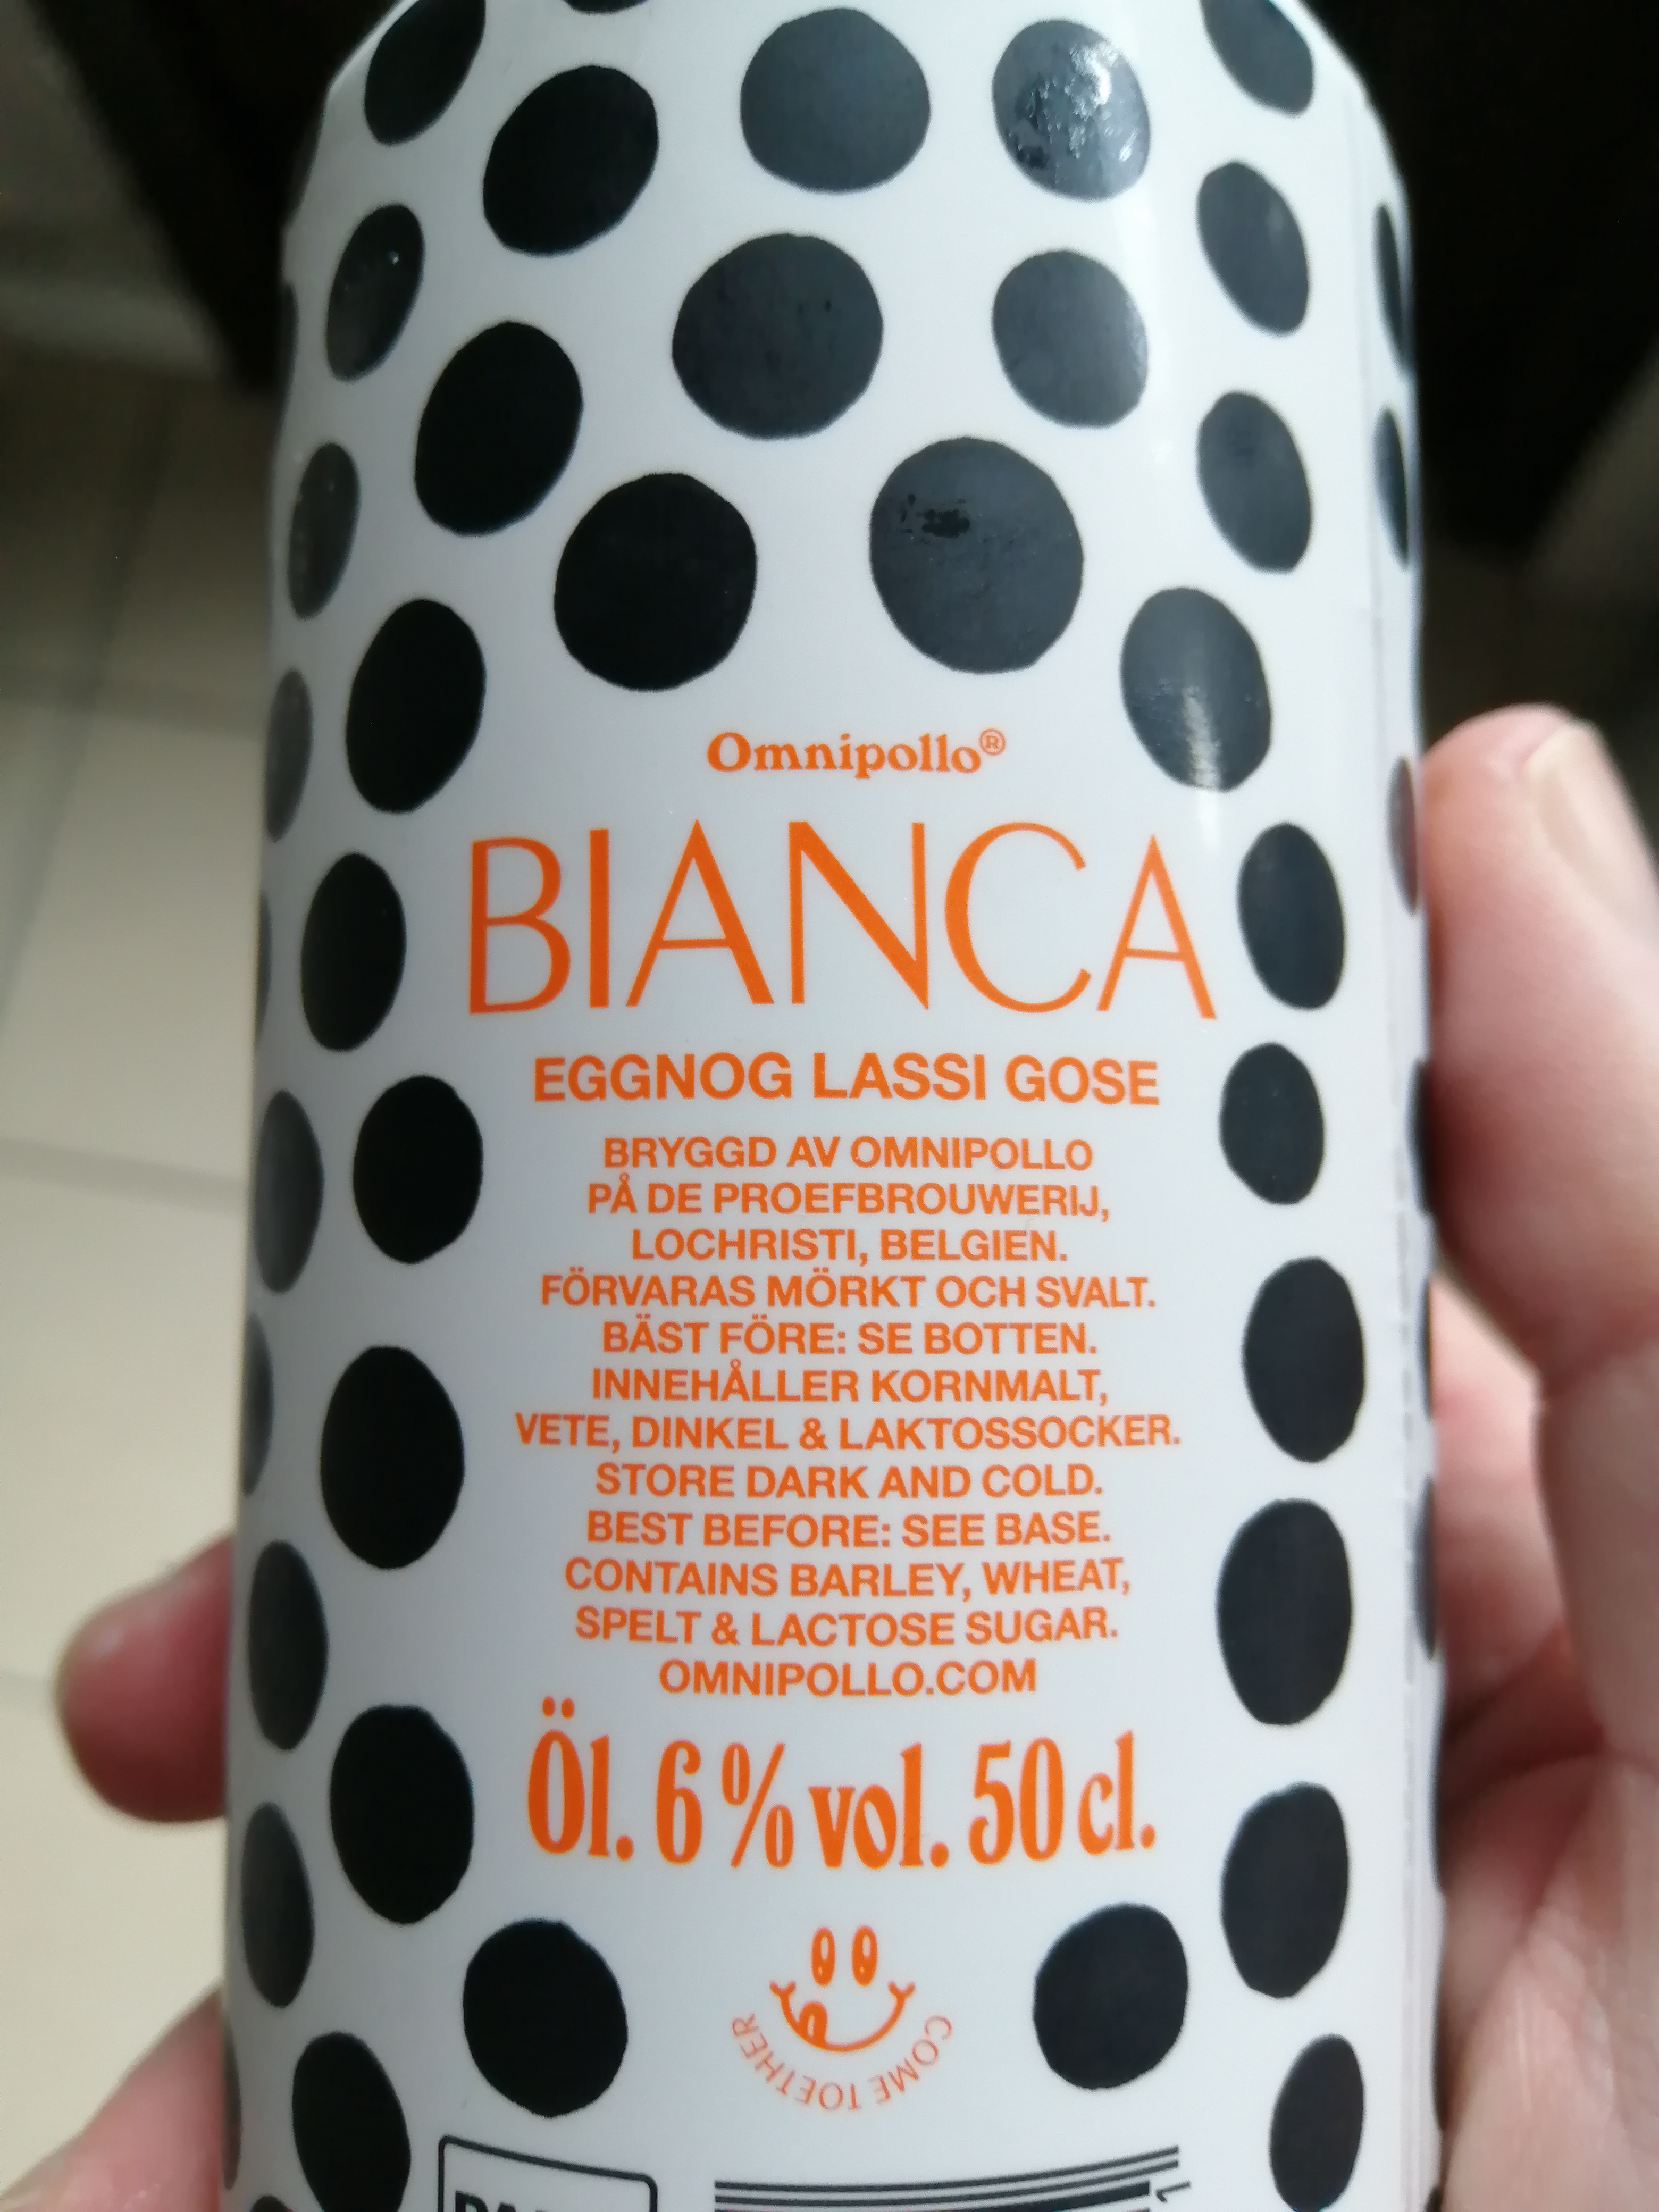 Omnipollo®
BIANCA
EGGNOG LASSI GOSE
BRYGGD AV OMNIPOLLO
PÅ DE PROEFBROUWERIJ,
LOCHRISTI, BELGIEN.
FÖRVARAS MÖRKT OCH SVALT.
BÄST FÖRE: SE BOTTEN.
INNEHÅLLER KORNMALT,
VETE, DINKEL & LAKTOSSOCKER.
STORE DARK AND COLD.
BEST BEFORE: SEE BASE.
CONTAINS BARLEY, WHEAT,
SPELT & LACTOSE SUGAR.
OMNIPOLLO.COM
Öl. 6% vol. 50 cl.
COME TOETHER